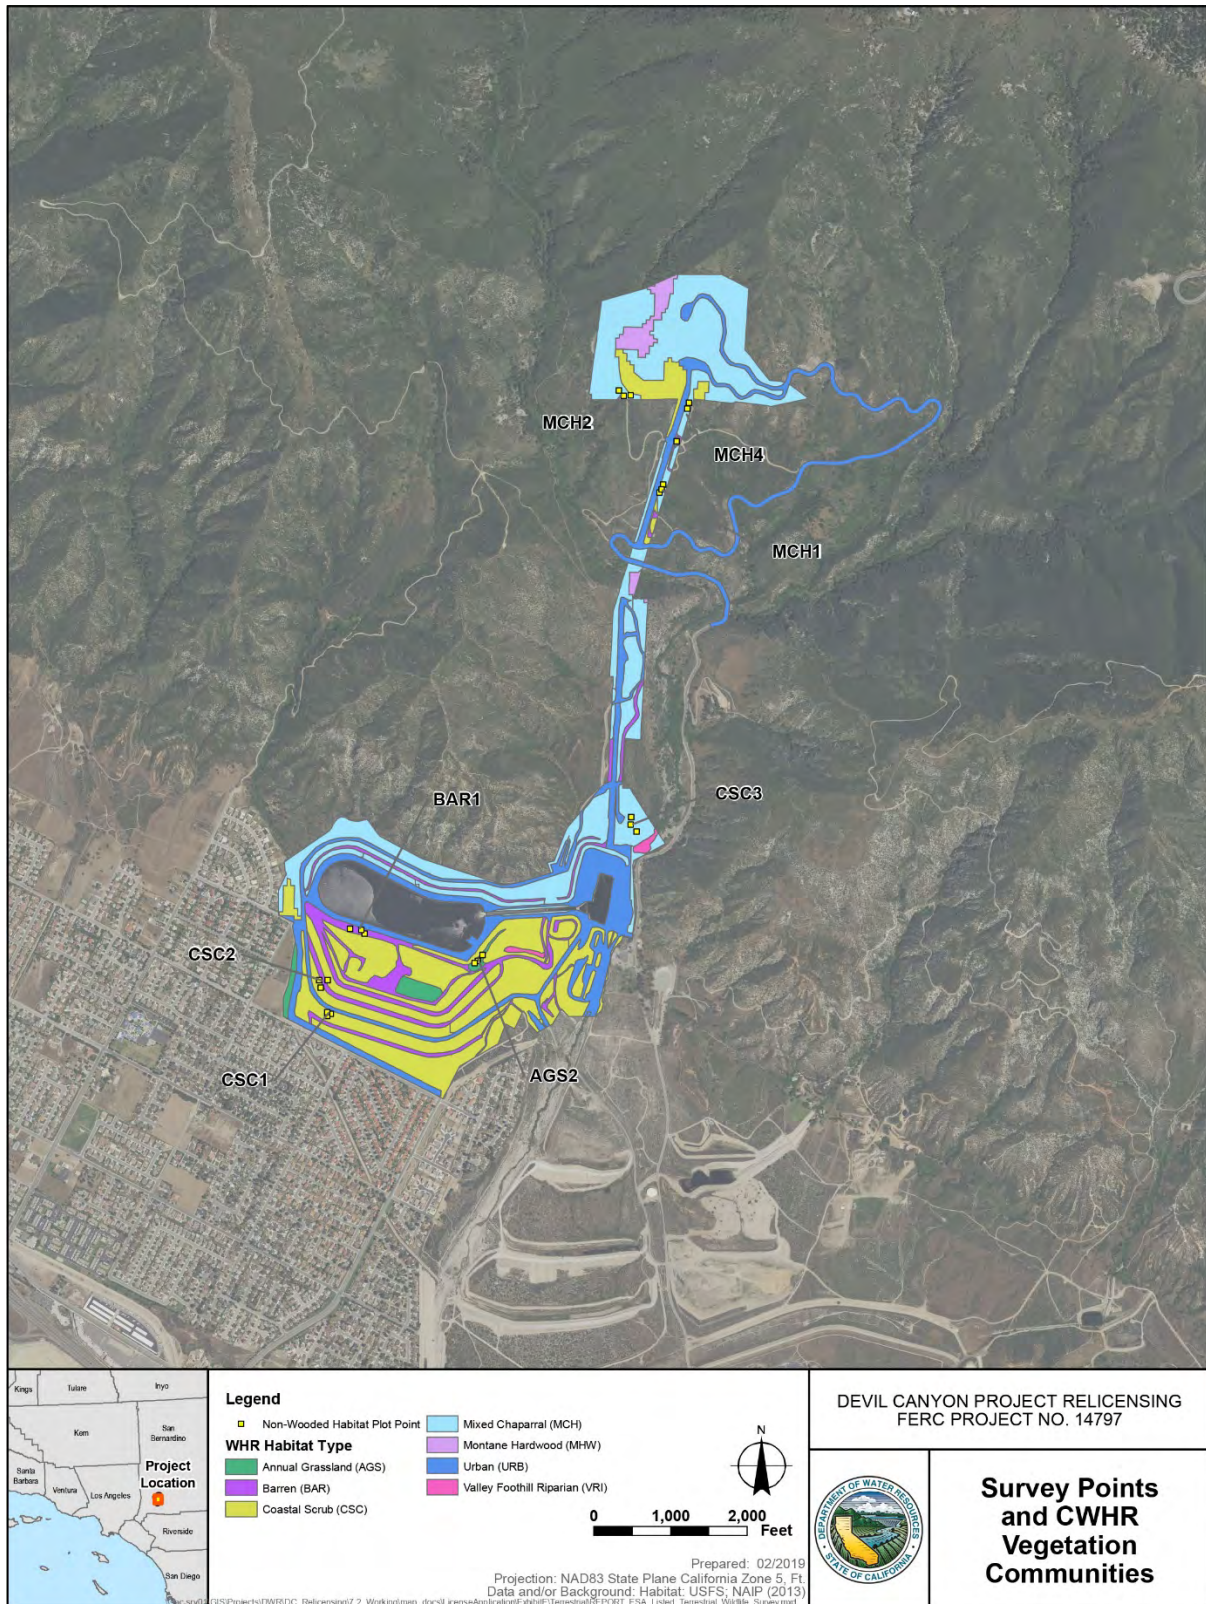 MCH2
MCH4
MCH1
BAR1
CSC3
CSC2
CSC1
AGS2
Kings
Tulare
Inyo
Kern
San
Bernardino
Santa
Barbara
Ventura
Los Angeles
Project
Location
Riverside
San Diego
Legend
Non-Wooded Habitat Plot Point
WHR Habitat Type
Annual Grassland (AGS)
Barren (BAR)
Coastal Scrub (CSC)
Mixed Chaparral (MCH)
Montane Hardwood (MHW)
Urban (URB)
Valley Foothill Riparian (VRI)
N
0 1,000 2,000
Feet
Prepared: 02/2019
Projection: NAD83 State Plane California Zone 5, Ft.
Data and/or Background: Habitat: USFS; NAIP (2013)
DEVIL CANYON PROJECT RELICENSING
FERC PROJECT NO. 14797
DEPARTMENT OF WATER RESOURCES
STATE OF CALIFORNIA
Survey Points
and CWHR
Vegetation
Communities